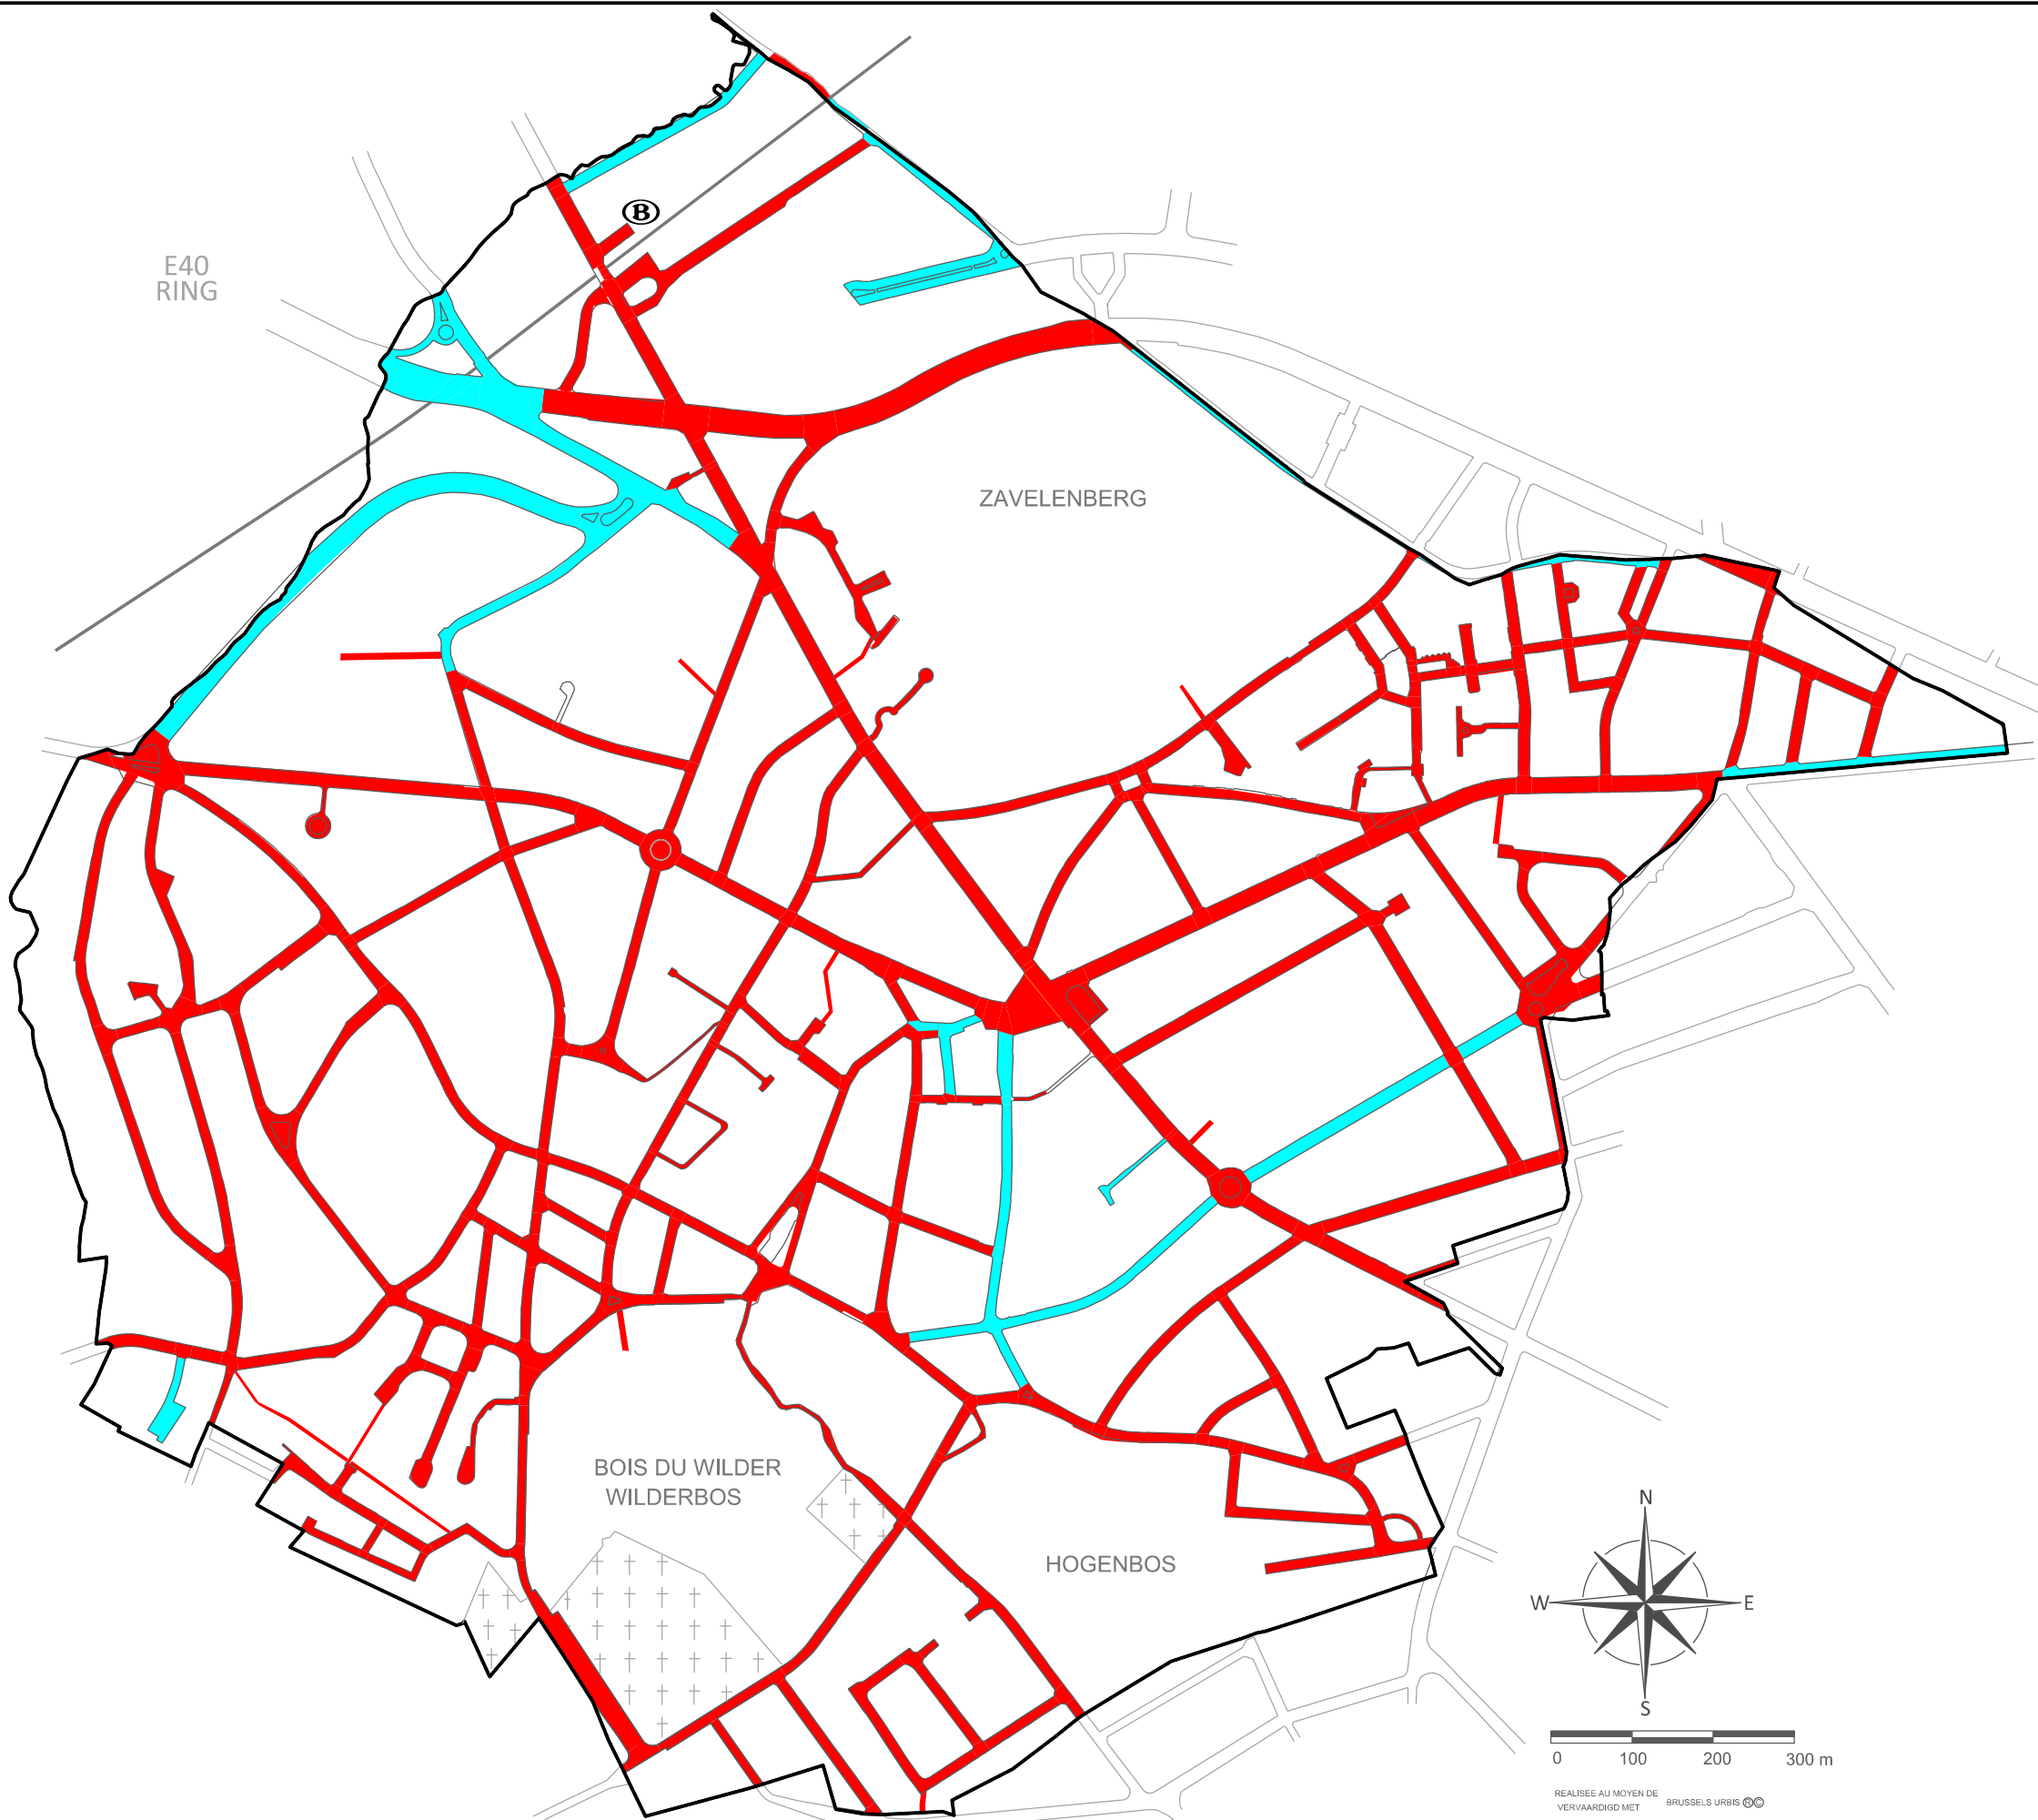 B
E40
RING
ZAVELENBERG
BOIS DU WILDER
WILDERBOS
HOGENBOS
N
W
E
S
0 100 200 300 m
REALISEE AU MOYEN DE
VERVAARDIGD MET
BRUSSELS URBIS ®©